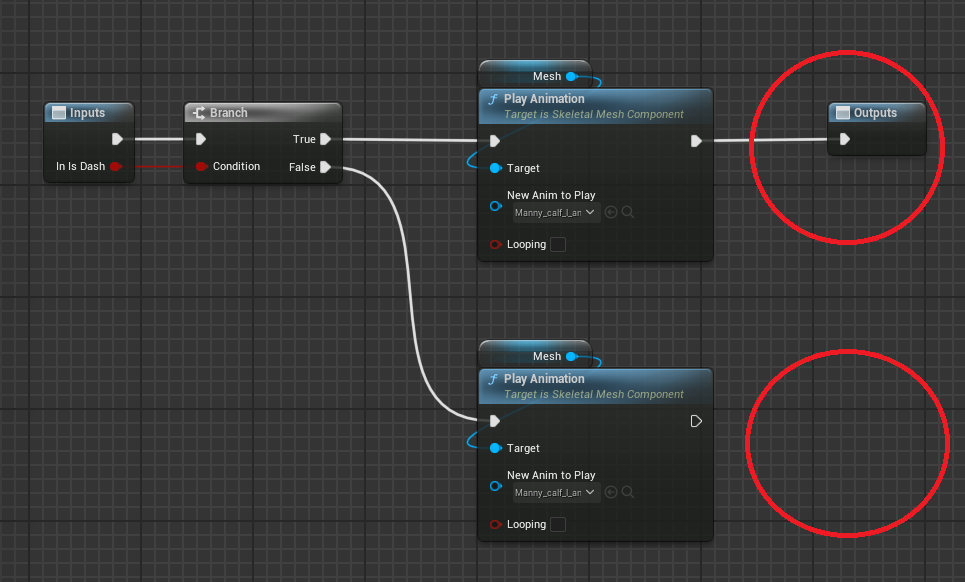 Inputs
In Is Dash
Branch
True
Condition
False
Mesh
Play Animation
Target is Skeletal Mesh Component
Target
New Anim to Play
Manny_calf_l_an
Looping
Outputs
Mesh
Play Animation
Target is Skeletal Mesh Component
Target
New Anim to Play
Manny_calf_l_an
Looping